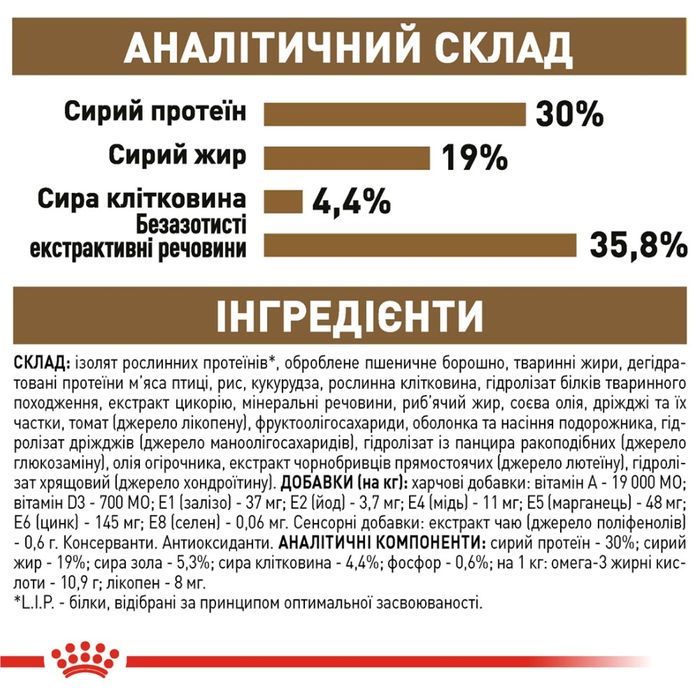 АНАЛІТИЧНИЙ СКЛАД
Сирий протеїн 30%
Сирий жир 19%
Сира клітковина 4,4%
Безазотисті
екстрактивні речовини 35,8%
ІНГРЕДІЄНТИ
СКЛАД: ізолят рослинних протеїнів*, оброблене пшеничне борошно, тваринні жири, дегідра-
товані протеїни м'яса птиці, рис, кукурудза, рослинна клітковина, гідролізат білків тваринного
походження, екстракт цикорію, мінеральні речовини, риб'ячий жир, соєва олія, дріжджі та їх
частки, томат (джерело лікопену), фруктоолігосахариди, оболонка та насіння подорожника, гід-
ролізат дріжджів (джерело маноолігосахаридів), гідролізат із панцира ракоподібних (джерело
глюкозаміну), олія огірочника, екстракт чорнобривців прямостоячих (джерело лютеїну), гідролі-
зат хрящовий (джерело хондроїтину). ДОБАВКИ (на кг): харчові добавки: вітамін А - 19 000 МО;
вітамін D3 - 700 МО; Е1 (залізо) - 37 мг; Е2 (йод) - 3,7 мг; Е4 (мідь) - 11 мг; Е5 (марганець) - 48 мг;
Е6 (цинк) - 145 мг; Е8 (селен) - 0,06 мг. Сенсорні добавки: екстракт чаю (джерело поліфенолів)
- 0,6 г. Консерванти. Антиоксиданти. АНАЛІТИЧНІ КОМПОНЕНТИ: сирий протеїн - 30%; сирий
жир - 19%; сира зола - 5,3%; сира клітковина - 4,4%; фосфор - 0,6%; на 1 кг: омега-3 жирні кис-
лоти - 10,9 г; лікопен - 8 мг.
*L.I.P. - білки, відібрані за принципом оптимальної засвоюваності.